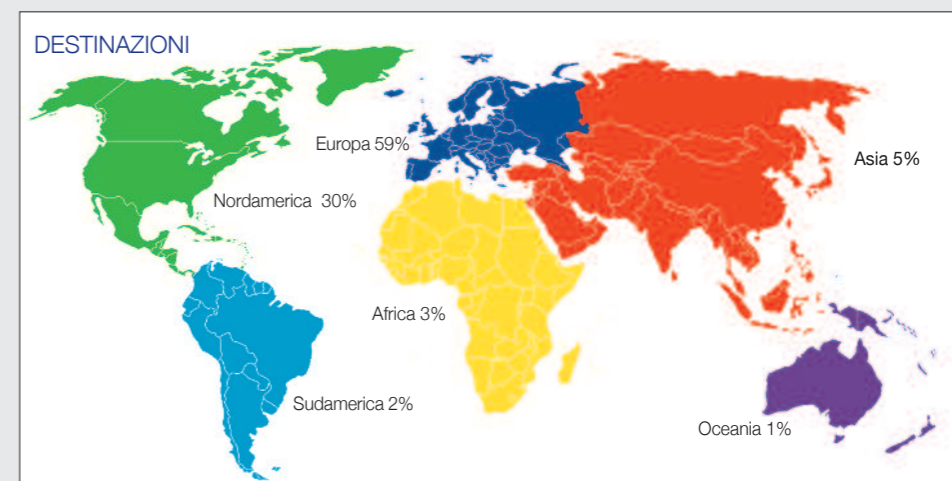 DESTINAZIONI
Europa 59%
Asia 5%
Nordamerica 30%
Africa 3%
Sudamerica 2%
Oceania 1%